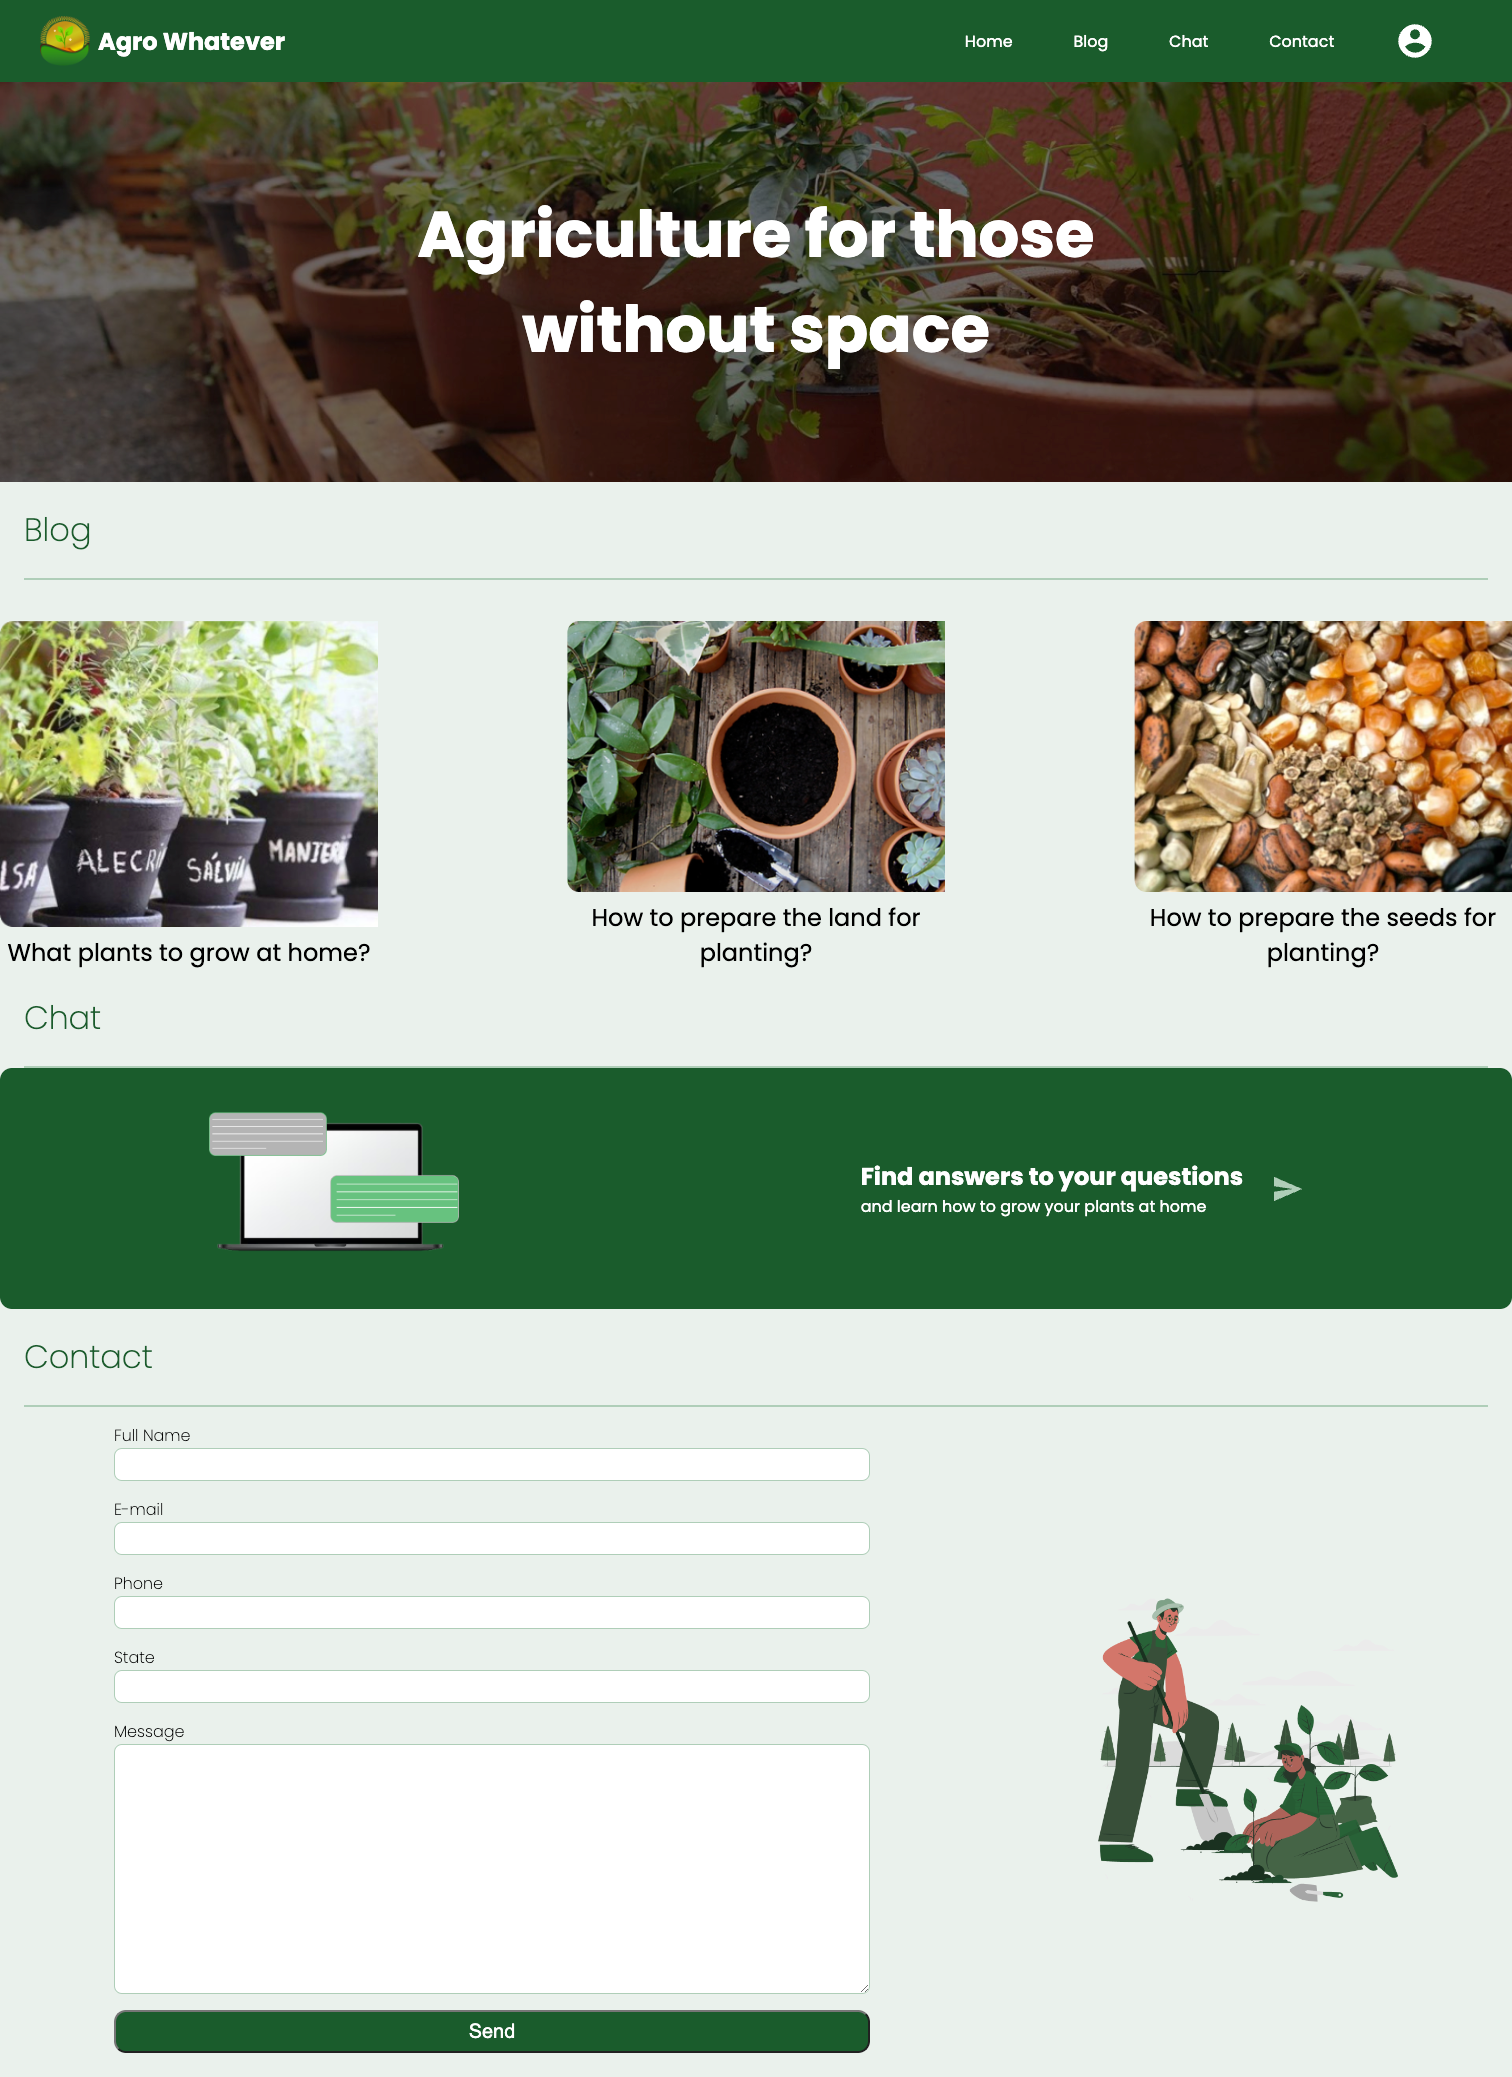 Agro Whatever
Home
Blog
Chat
Contact
Agriculture for those
without space
Blog
LSA
ALECRI
SÁLVIA
MANJERI
What plants to grow at home?
How to prepare the land for
planting?
How to prepare the seeds for
planting?
Chat
Find answers to your questions
and learn how to grow your plants at home
Contact
Full Name
E-mail
Phone
State
Message
Send